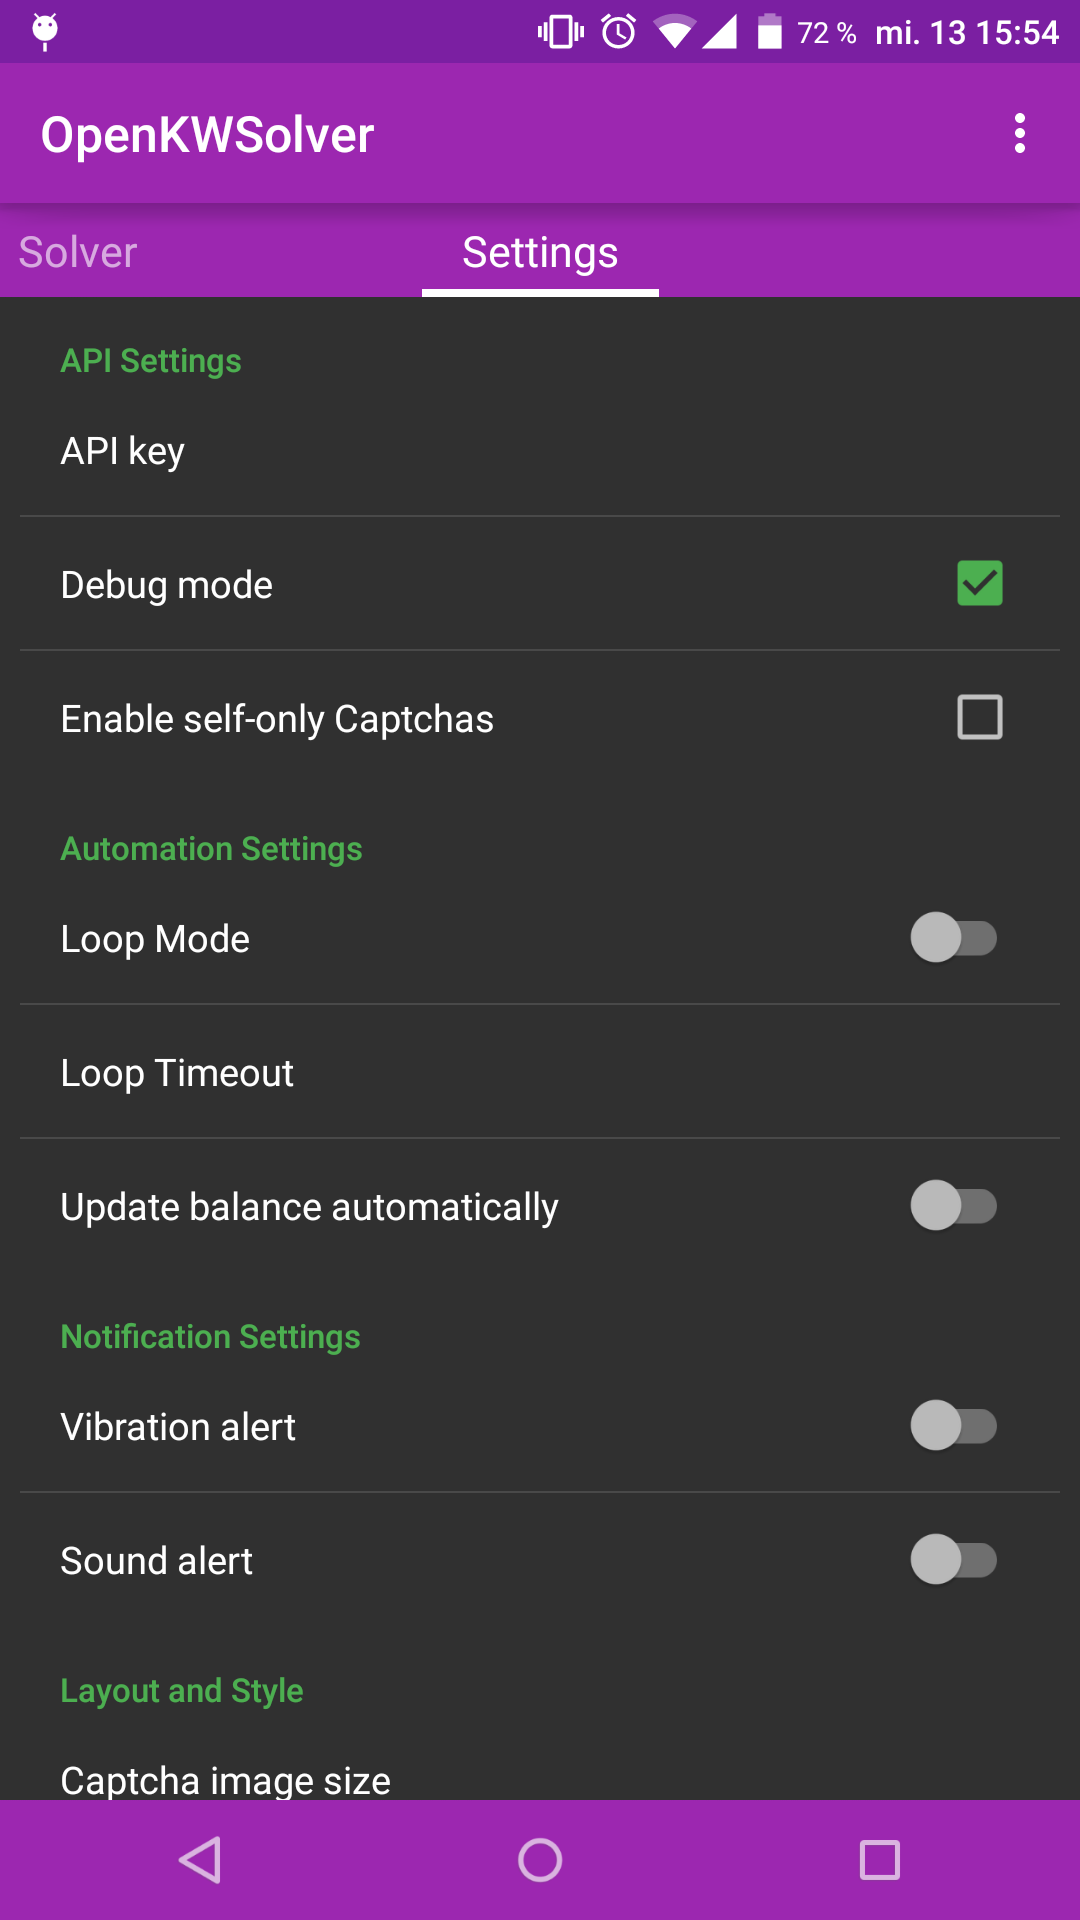 72 % mi. 13 15:54
OpenKWSolver
Solver Settings
API Settings
API key
Debug mode
Enable self-only Captchas
Automation Settings
Loop Mode
Loop Timeout
Update balance automatically
Notification Settings
Vibration alert
Sound alert
Layout and Style
Captcha image size